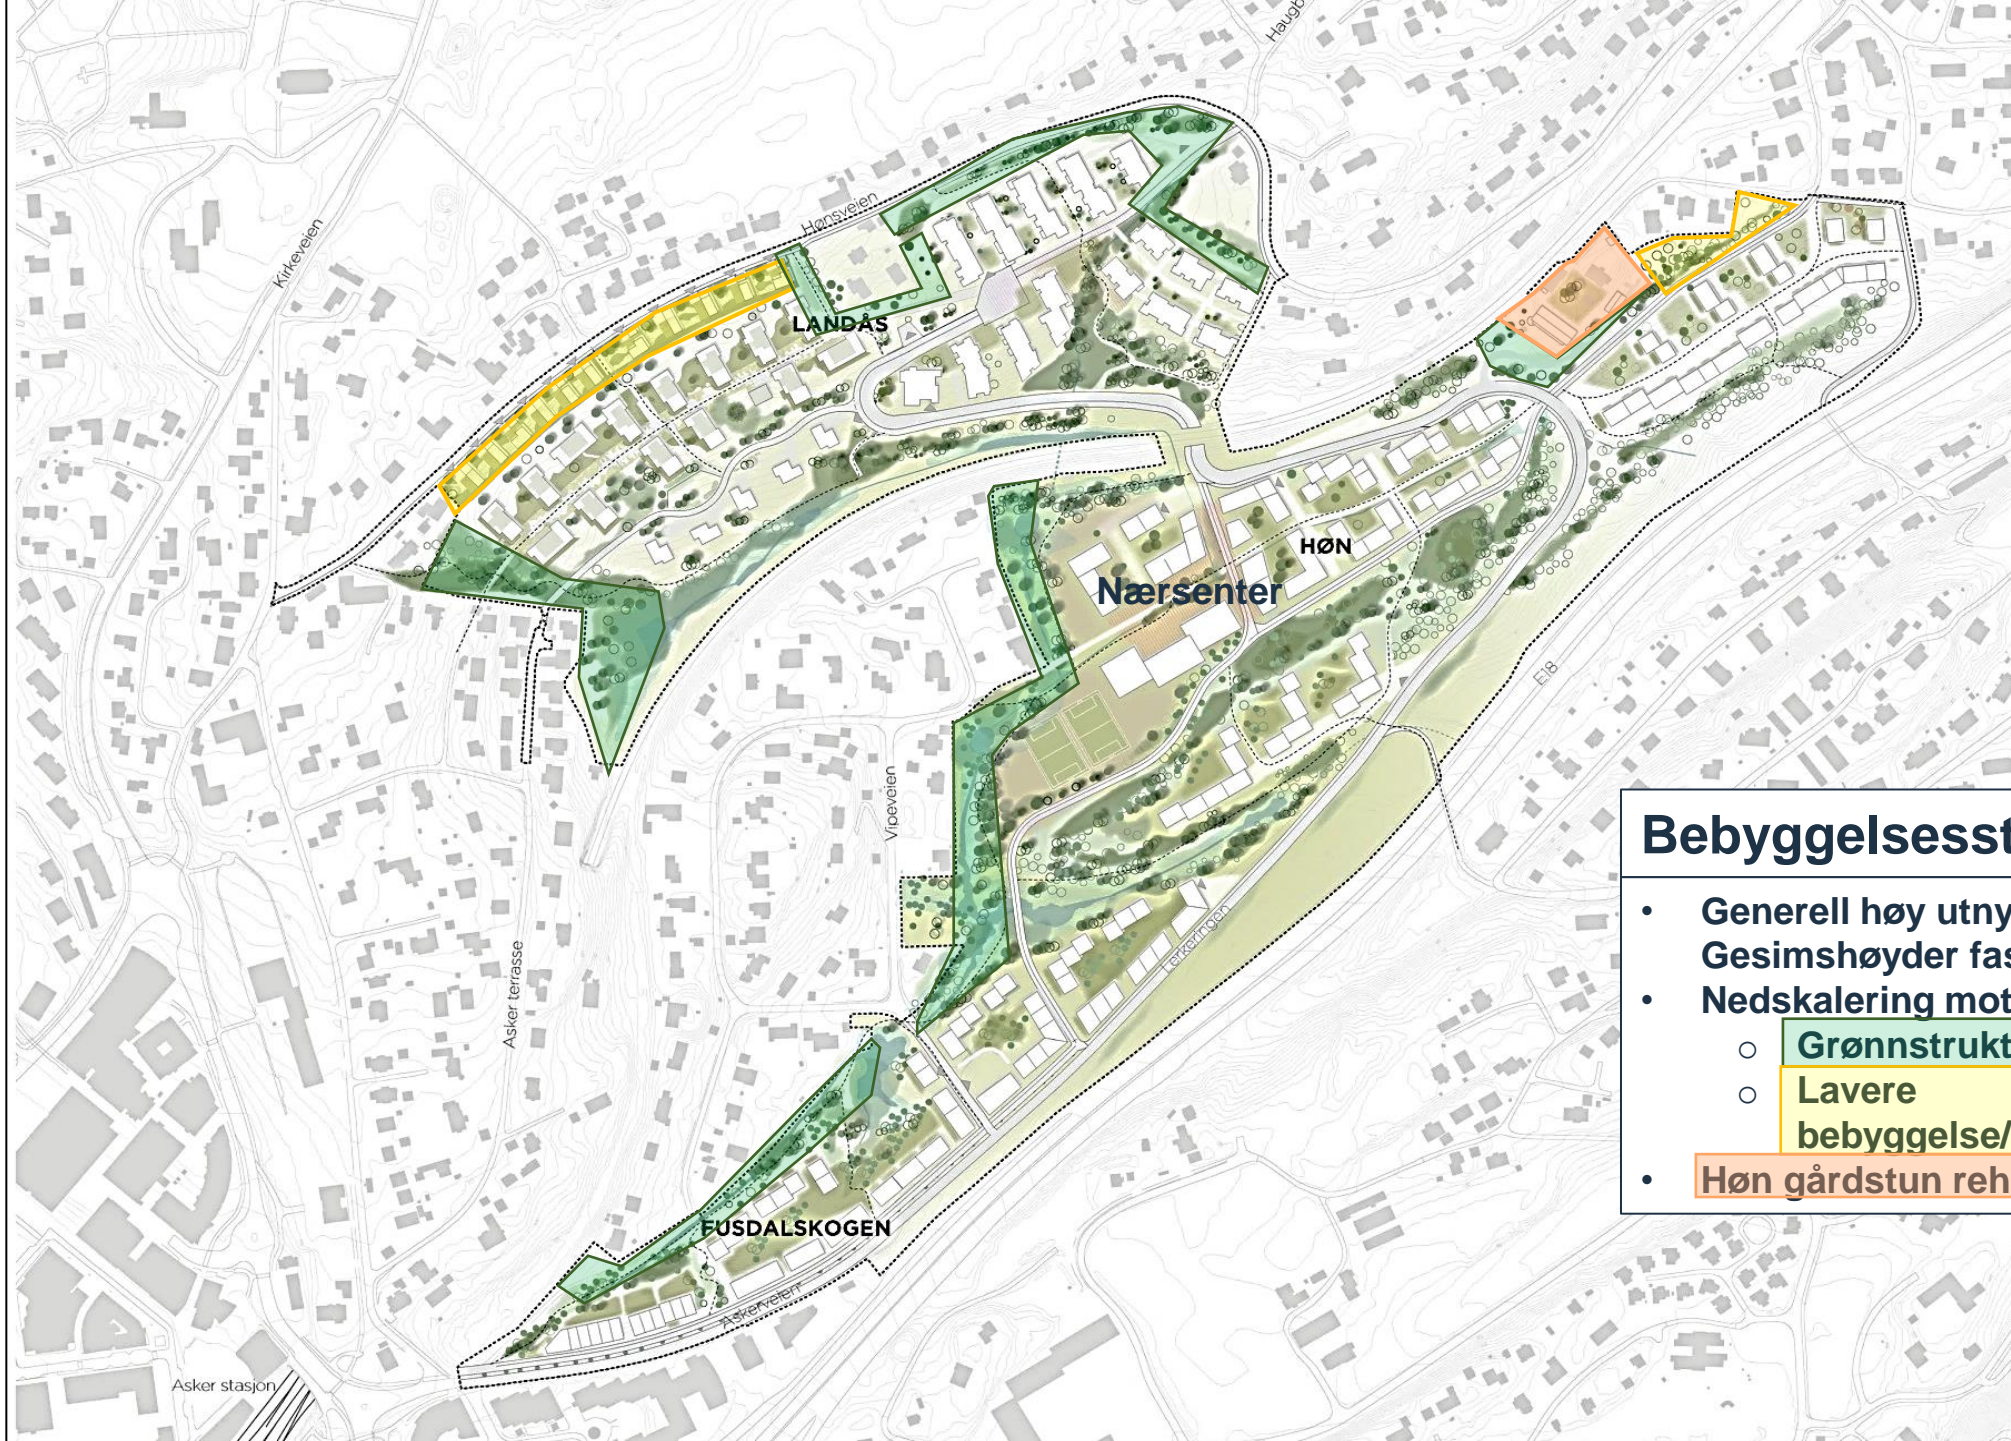 Haugb
Hønsveien
Kirkeveien
LANDÅS
HØN
Nærsenter
E18
Vipeveien
Lerkeringen
Asker terrasse
FUSDALSKOGEN
Askerveien
Asker stasjon
Bebyggelsesst
• Generell høy utny
Gesimshøyder fas
• Nedskalering mot
○ Grønnstrukt
○ Lavere
bebyggelse/
• Høn gårdstun reh